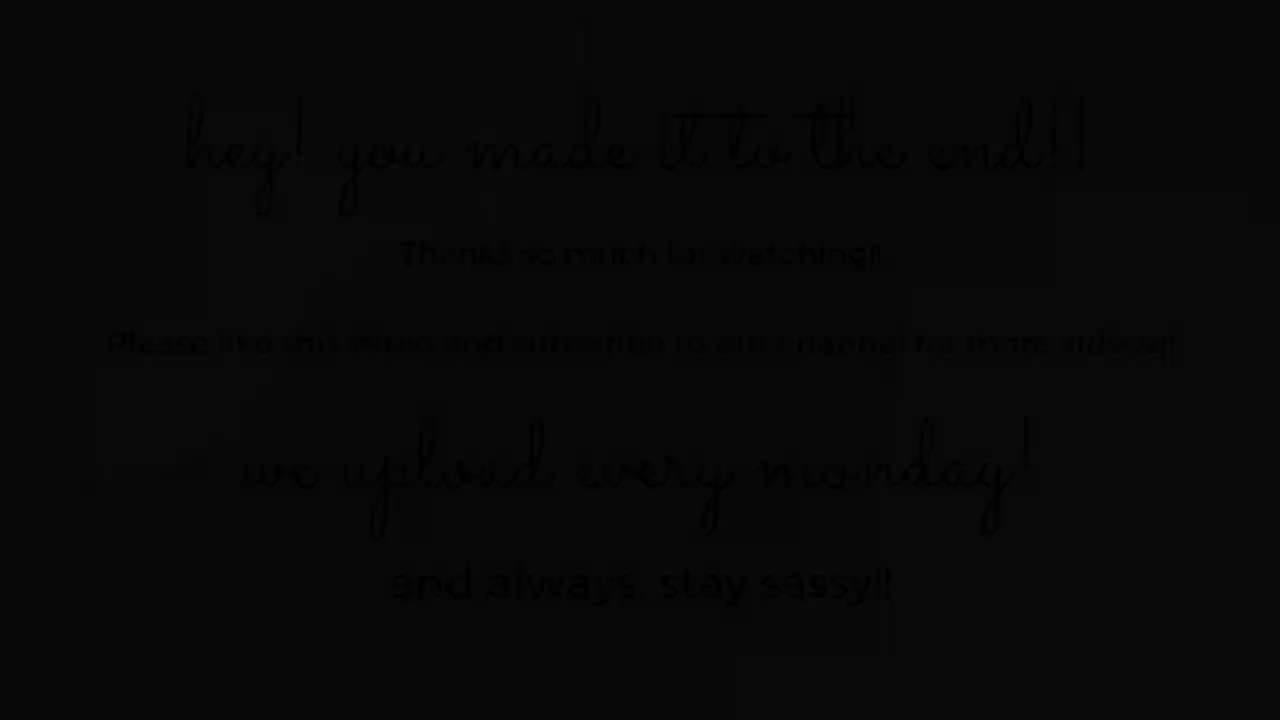 hey! you made it to the end!!
Thanks so much for watching!!
Please like this video and subscribe to our channel for more videos!!
we upload every monday!
and always, stay sassy!!